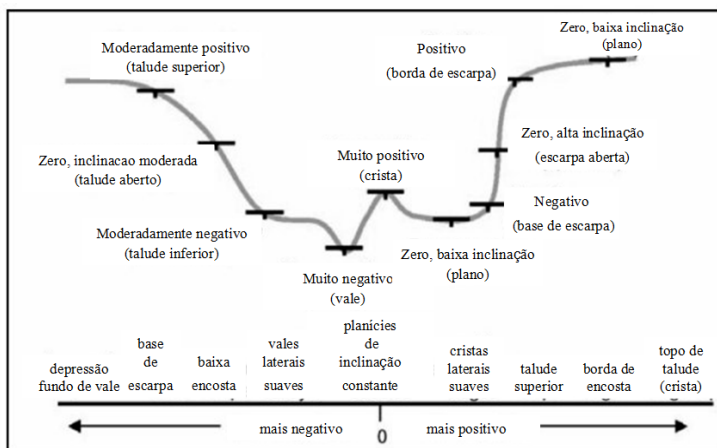 Moderadamente positivo
(talude superior)
Positivo
(borda de escarpa)
Zero, baixa inclinação
(plano)
Zero, inclinacao moderada
(talude aberto)
Muito positivo
(crista)
Zero, alta inclinação
(escarpa aberta)
Moderadamente negativo
(talude inferior)
Muito negativo
(vale)
Zero, baixa inclinação
(plano)
Negativo
(base de escarpa)
depressão
fundo de vale
base
de
escarpa
baixa
encosta
vales
laterais
suaves
planícies
de
inclinação
constante
cristas
laterais
suaves
talude
superior
borda de
encosta
topo de
talude
(crista)
mais negativo
0
mais positivo